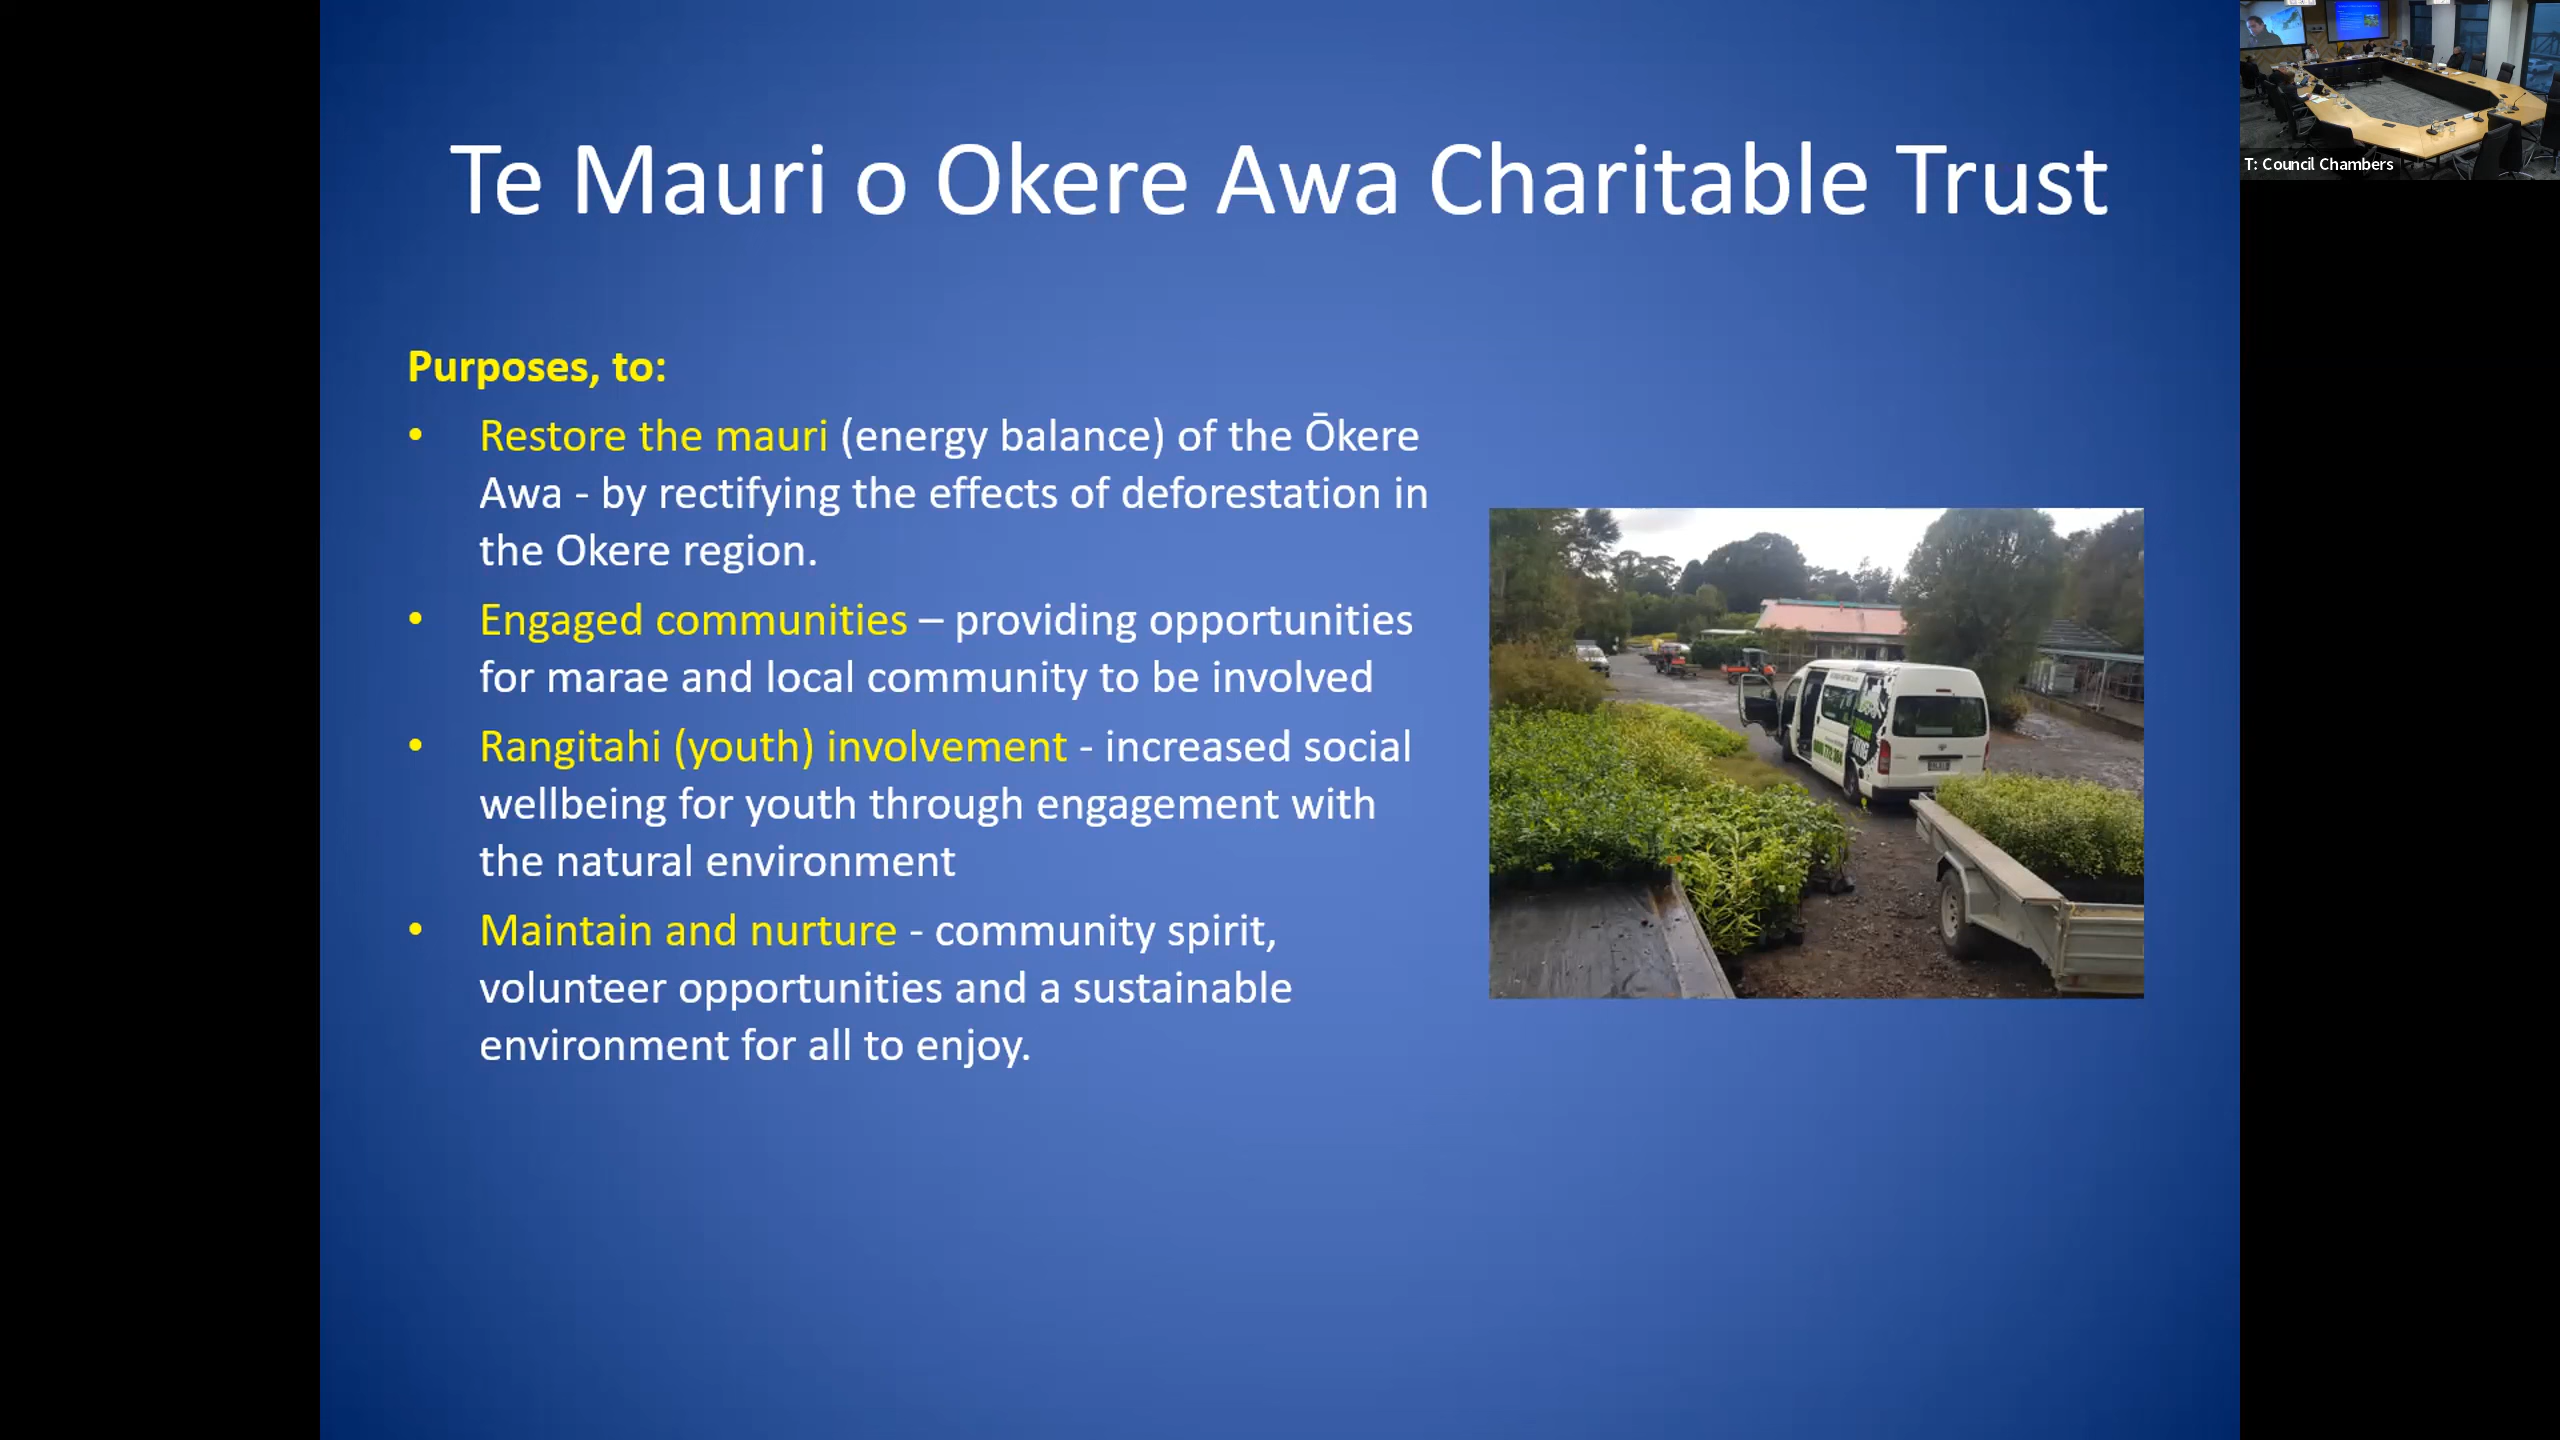 Te Mauri o Okere Awa Charitable Trust
T: Council Chambers
Purposes, to:
• Restore the mauri (energy balance) of the Ōkere
Awa - by rectifying the effects of deforestation in
the Okere region.
• Engaged communities – providing opportunities
for marae and local community to be involved
• Rangitahi (youth) involvement - increased social
wellbeing for youth through engagement with
the natural environment
• Maintain and nurture - community spirit,
volunteer opportunities and a sustainable
environment for all to enjoy.